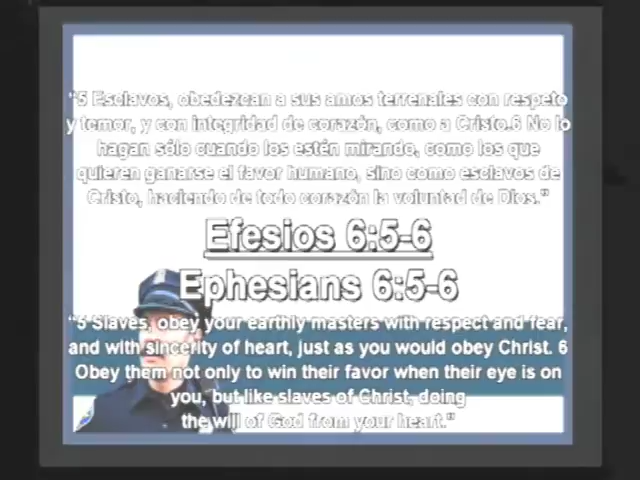 “5 Esclavos, obedezcan a sus amos terrenales con respeto
y temor, y con integridad de corazón, como a Cristo.6 No lo
hagan sólo cuando los estén mirando, como los que
quieren ganarse el favor humano, sino como esclavos de
Cristo, haciendo de todo corazón la voluntad de Dios.”
Efesios 6:5-6
Ephesians 6:5-6
“5 Slaves, obey your earthly masters with respect and fear,
and with sincerity of heart, just as you would obey Christ. 6
Obey them not only to win their favor when their eye is on
you, but like slaves of Christ, doing
the will of God from your heart.”